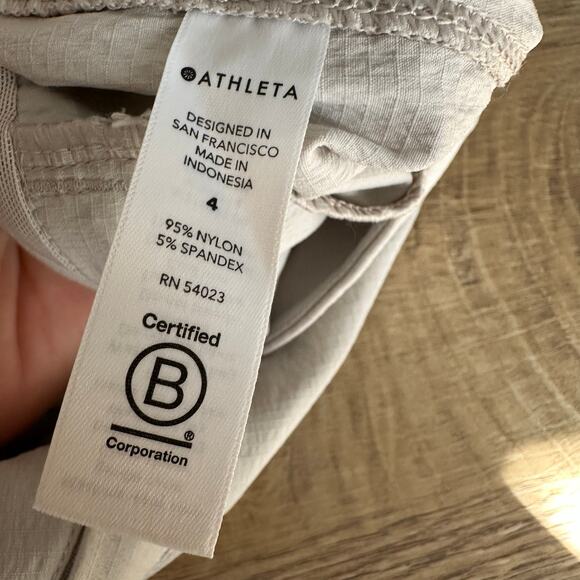 ATHLETA
DESIGNED IN
SAN FRANCISCO
MADE IN
INDONESIA
4
95% NYLON
5% SPANDEX
RN 54023
Certified
B
®
Corporation